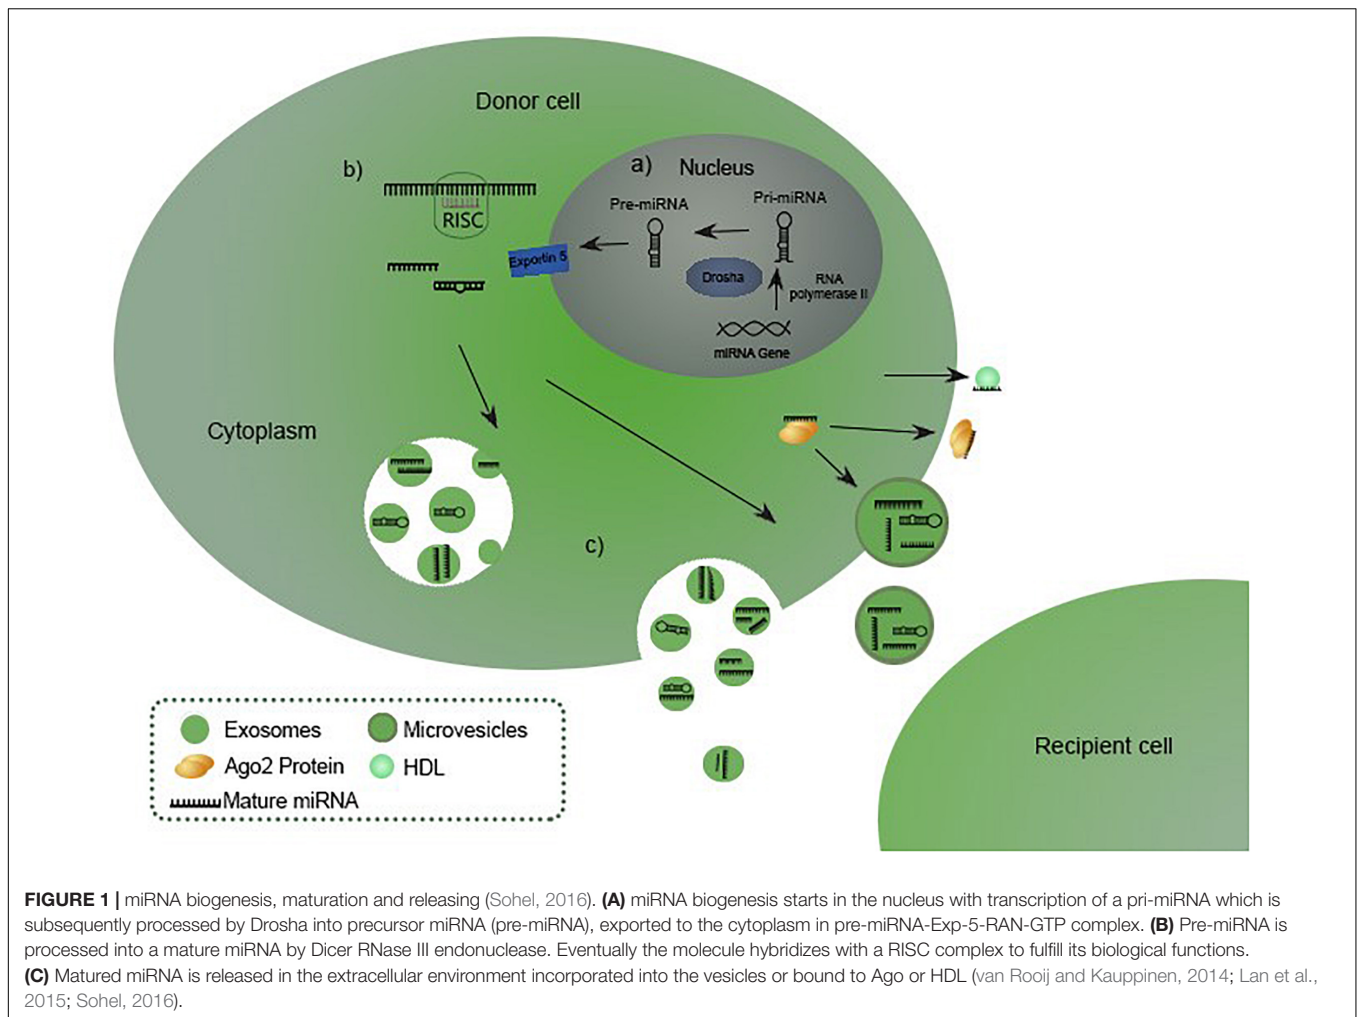 Donor cell
b)
a)
Nucleus
Pre-miRNA
Pri-miRNA
RISC
Exportin 5
Drosha
RNA
polymerase II
miRNA Gene
Cytoplasm
c)
Exosomes
Microvesicles
Ago2 Protein
HDL
Mature miRNA
Recipient cell
FIGURE 1 | miRNA biogenesis, maturation and releasing (Sohel, 2016). (A) miRNA biogenesis starts in the nucleus with transcription of a pri-miRNA which is
subsequently processed by Drosha into precursor miRNA (pre-miRNA), exported to the cytoplasm in pre-miRNA-Exp-5-RAN-GTP complex. (B) Pre-miRNA is
processed into a mature miRNA by Dicer RNase III endonuclease. Eventually the molecule hybridizes with a RISC complex to fulfill its biological functions.
(C) Matured miRNA is released in the extracellular environment incorporated into the vesicles or bound to Ago or HDL (van Rooij and Kauppinen, 2014; Lan et al.,
2015; Sohel, 2016).